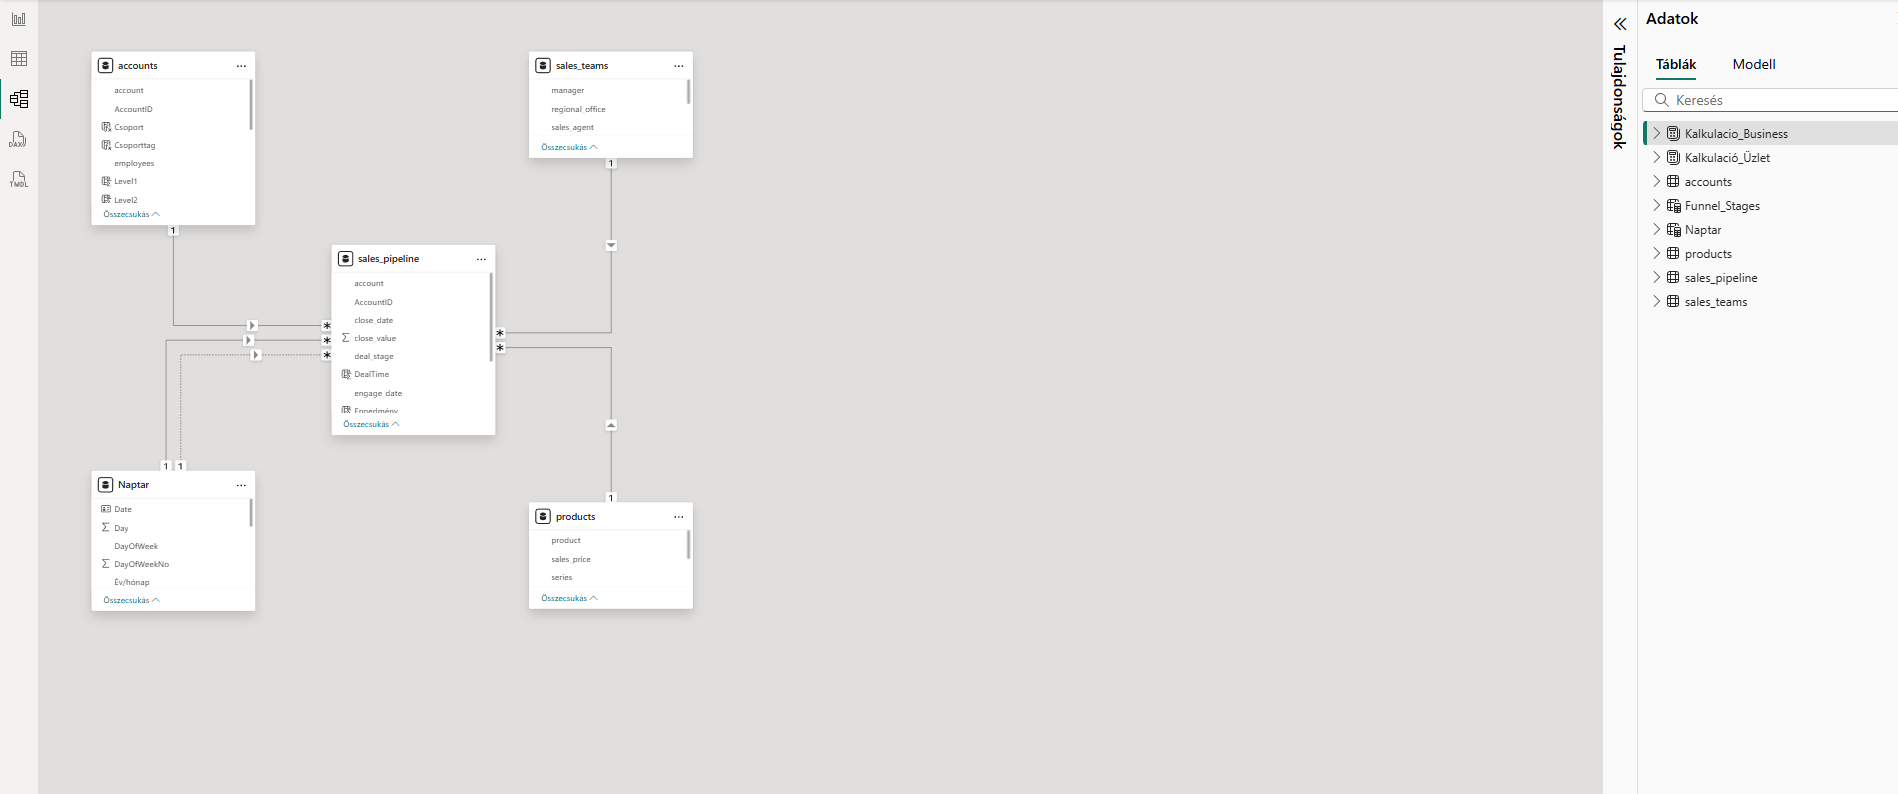 accounts
account
AccountID
Csoport
Csoporttag
employees
Level1
Level2
Összecsukás
1
sales_teams
manager
regional_office
sales_agent
Összecsukás
1
sales_pipeline
account
AccountID
close_date
close_value
deal_stage
DealTime
engage_date
Engedmény
Összecsukás
*
*
*
*
*
1 1
Naptar
Date
Day
DayOfWeek
DayOfWeekNo
Év/hónap
Összecsukás
1
products
product
sales_price
series
Összecsukás
DAX
TMDL
Tulajdonságok
Adatok
Táblák Modell
Keresés
Kalkulacio_Business
Kalkulació_Üzlet
accounts
Funnel_Stages
Naptar
products
sales_pipeline
sales_teams